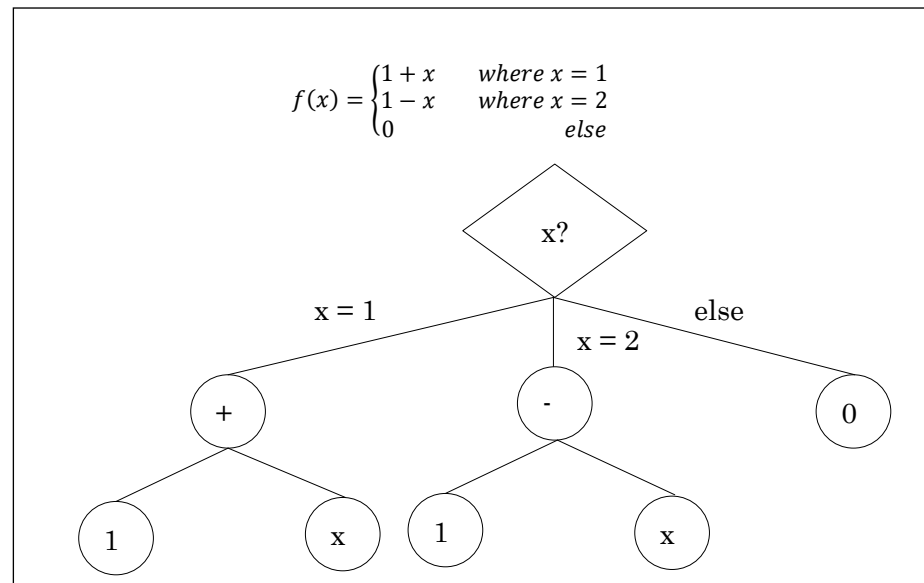 f(x) = {1 + x where x = 1
1 − x where x = 2
0 else
x?
x = 1
else
x = 2
+
-
0
1
x
1
x